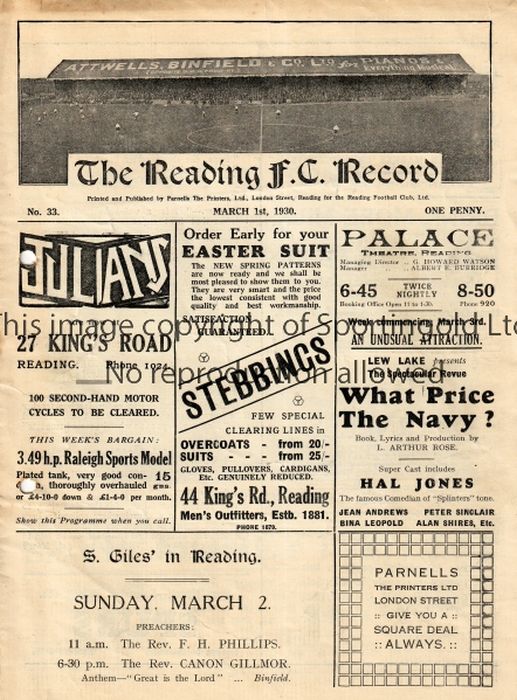 ATTWELLS, BINFIELD & CO. LTD for PIANOS &
Everything Musical
The Reading F.C. Record
Printed and Published by Parnells The Printers, Ltd., London Street, Reading for the Reading Football Club, Ltd.
No. 33. MARCH 1st, 1930. ONE PENNY.
JULIANS
27 KING'S ROAD
READING. Phone 1024
100 SECOND-HAND MOTOR
CYCLES TO BE CLEARED.
THIS WEEK'S BARGAIN:
3.49 h.p. Raleigh Sports Model
Plated tank, very good con- 15
n, thoroughly overhauled gns.
or £4-10-0 down & £1-4-0 per month.
Show this Programme when you call.
Order Early for your
EASTER SUIT
The NEW SPRING PATTERNS
are now ready and we shall be
most pleased to show them to you.
They are very smart and the price
the lowest consistent with good
quality and best workmanship.
SATISFACTION
GUARANTEED.
STEBBINGS
FEW SPECIAL
CLEARING LINES in
OVERCOATS - from 20/-
SUITS - - - from 25/-
GLOVES, PULLOVERS, CARDIGANS,
Etc. GENUINELY REDUCED.
44 King's Rd., Reading
Men's Outfitters, Estb. 1881.
PHONE 1879.
PALACE
THEATRE, READING
Managing Director .. G. HOWARD WATSON
Manager .. ALBERT E. BURRIDGE
6-45 TWICE NIGHTLY 8-50
Booking Office Open 11 to 1-30. Phone 920
Week commencing, March 3rd.
AN UNUSUAL ATTRACTION.
LEW LAKE presents
The Spectacular Revue
What Price
The Navy?
Book, Lyrics and Production by
L. ARTHUR ROSE.
Super Cast includes
HAL JONES
The famous Comedian of "Splinters" tone.
JEAN ANDREWS PETER SINCLAIR
BINA LEOPOLD ALAN SHIRES, Etc.
S. Giles' in Reading.
SUNDAY, MARCH 2.
PREACHERS:
11 a.m. The Rev. F. H. PHILLIPS.
6-30 p.m. The Rev. CANON GILLMOR.
Anthem—"Great is the Lord" ... Binfield.
PARNELLS
THE PRINTERS LTD
LONDON STREET
:: GIVE YOU A ::
SQUARE DEAL
:: ALWAYS. ::
This image copyright of Sportingold Ltd
No reproduction allowed